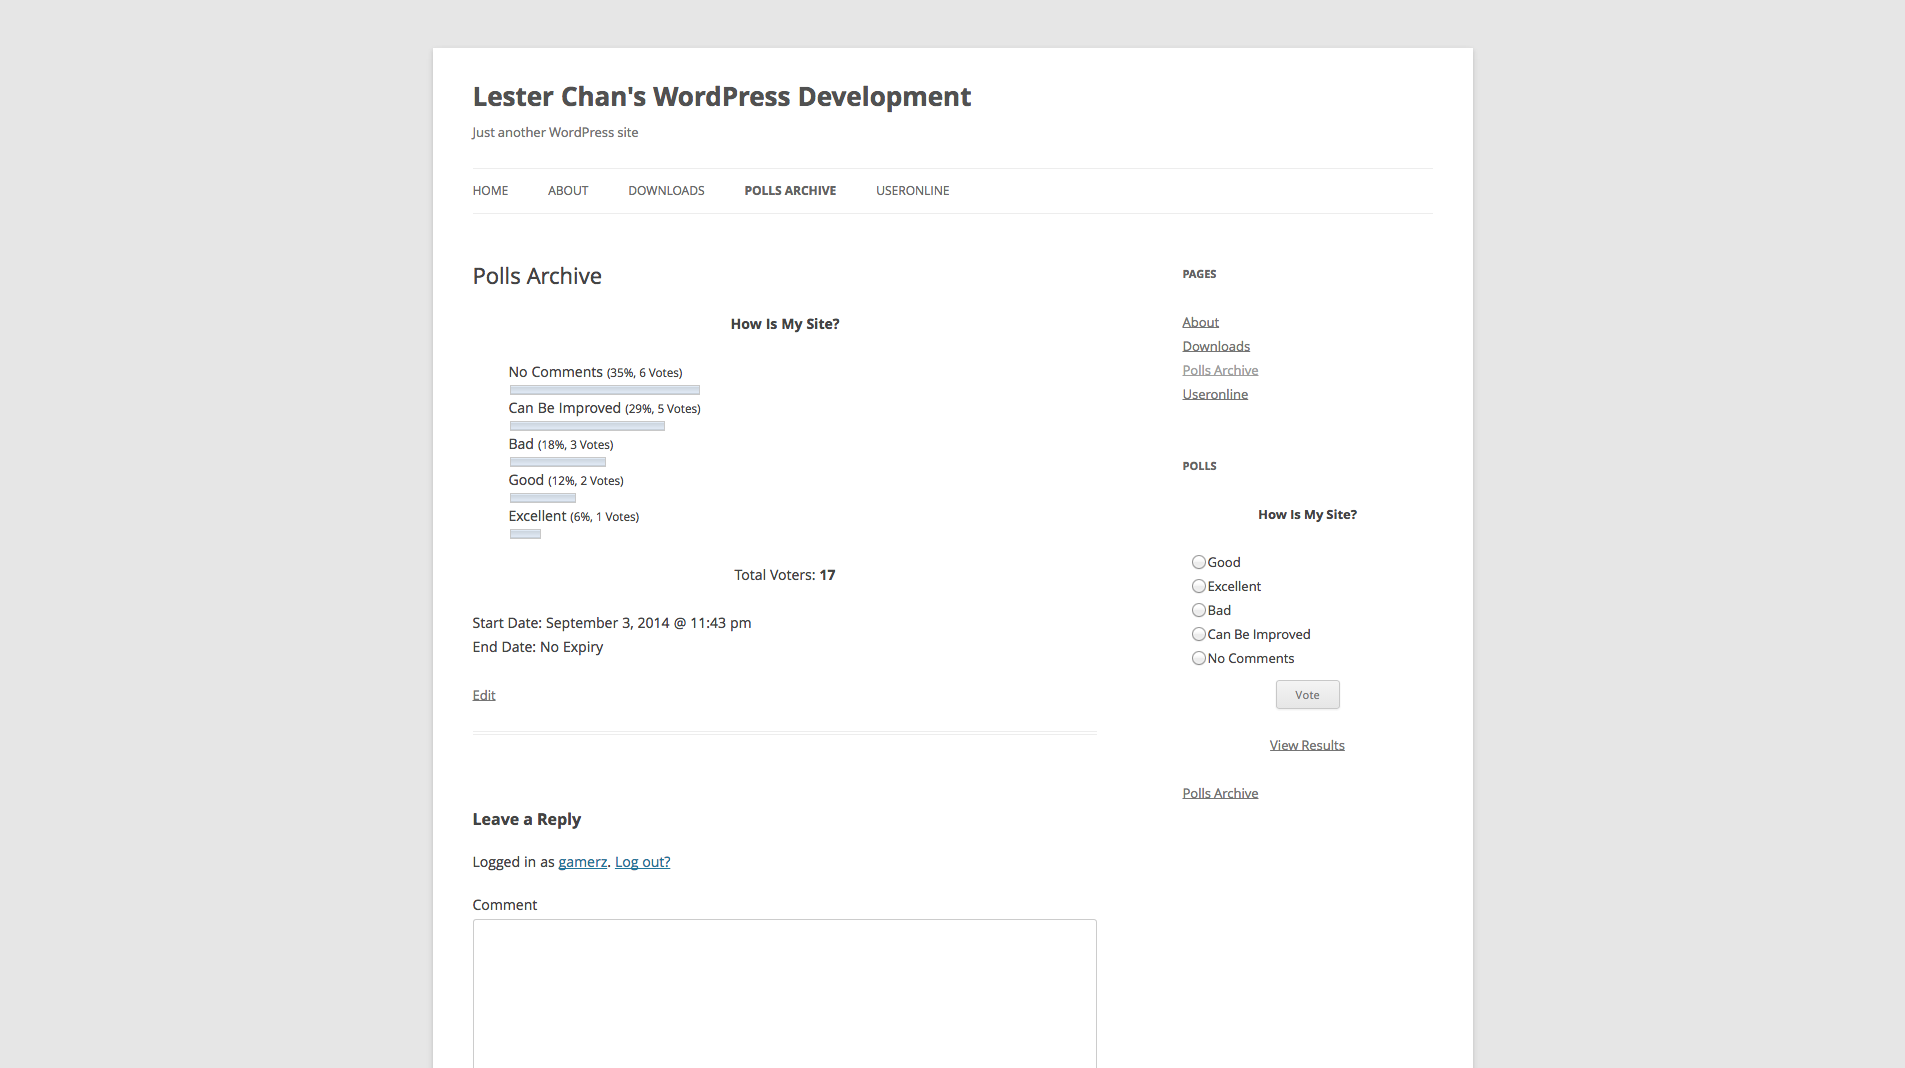 Lester Chan's WordPress Development
Just another WordPress site
HOME ABOUT DOWNLOADS POLLS ARCHIVE USERONLINE
Polls Archive
How Is My Site?
No Comments (35%, 6 Votes)
Can Be Improved (29%, 5 Votes)
Bad (18%, 3 Votes)
Good (12%, 2 Votes)
Excellent (6%, 1 Votes)
Total Voters: 17
Start Date: September 3, 2014 @ 11:43 pm
End Date: No Expiry
Edit
Leave a Reply
Logged in as gamerz. Log out?
Comment
PAGES
About
Downloads
Polls Archive
Useronline
POLLS
How Is My Site?
Good
Excellent
Bad
Can Be Improved
No Comments
Vote
View Results
Polls Archive